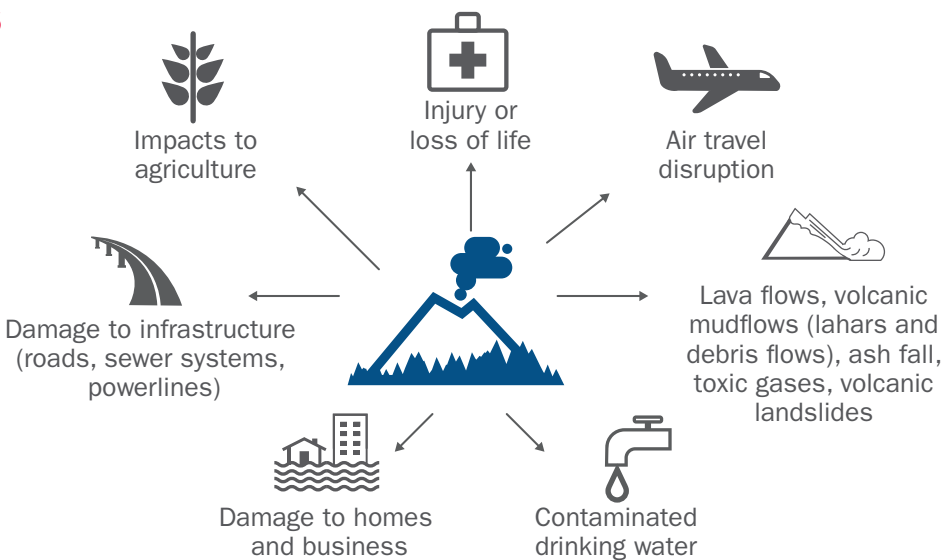 Impacts to
agriculture
Injury or
loss of life
Air travel
disruption
Damage to infrastructure
(roads, sewer systems,
powerlines)
Lava flows, volcanic
mudflows (lahars and
debris flows), ash fall,
toxic gases, volcanic
landslides
Damage to homes
and business
Contaminated
drinking water